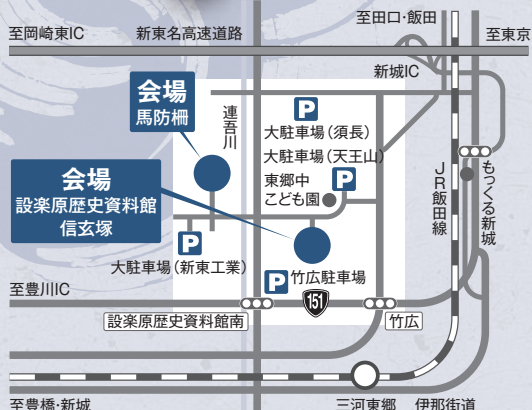 至田口・飯田
至岡崎東IC
新東名高速道路
至東京
新城IC
会場
馬防柵
連吾川
P
大駐車場（須長）
大駐車場（天王山）
東郷中
こども園
P
会場
設楽原歴史資料館
信玄塚
JR飯田線
もっくる新城
P
大駐車場（新東工業）
P
竹広駐車場
至豊川IC
151
設楽原歴史資料館南
竹広
至豊橋・新城
三河東郷
伊那街道